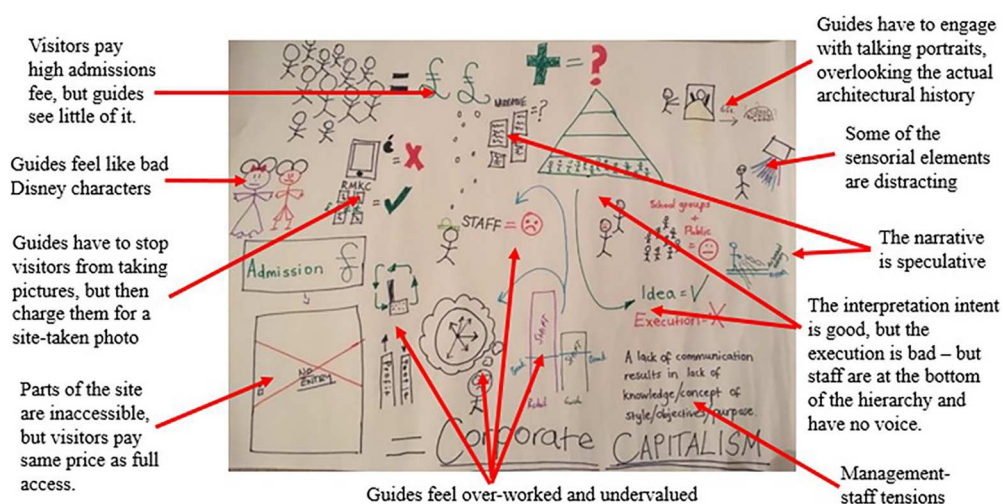 Visitors pay
high admissions
fee, but guides
see little of it.
Guides feel like bad
Disney characters
Guides have to stop
visitors from taking
pictures, but then
charge them for a
site-taken photo
Parts of the site
are inaccessible,
but visitors pay
same price as full
access.
= £ £
+ = ?
NARRATIVE = ?
= X
RMKC
= ✓
STAFF = ☹
School groups
+
Public
= 😐
Admission £
NO
ENTRY
Idea = ✓
Execution = X
Profit
STAFF
A lack of communication
results in lack of
knowledge/concept of
style/objectives/purpose.
= Corporate CAPITALISM
Guides have to engage
with talking portraits,
overlooking the actual
architectural history
Some of the
sensorial elements
are distracting
The narrative
is speculative
The interpretation intent
is good, but the
execution is bad – but
staff are at the bottom
of the hierarchy and
have no voice.
Management-
staff tensions
Guides feel over-worked and undervalued